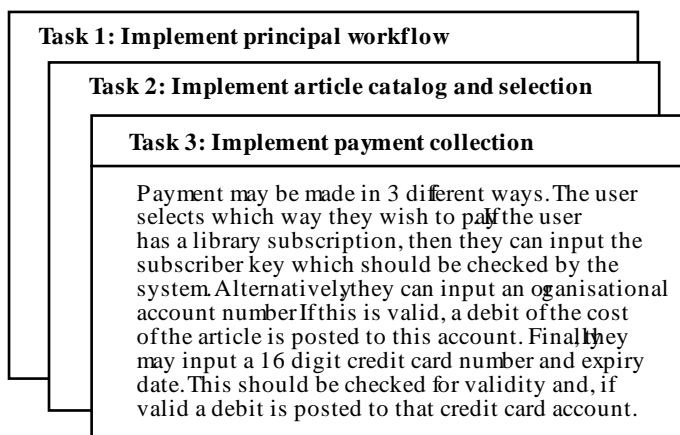 Task 1: Implement principal workflow
Task 2: Implement article catalog and selection
Task 3: Implement payment collection
Payment may be made in 3 different ways. The user
selects which way they wish to pay. If the user
has a library subscription, then they can input the
subscriber key which should be checked by the
system. Alternatively, they can input an organisational
account number. If this is valid, a debit of the cost
of the article is posted to this account. Finally, they
may input a 16 digit credit card number and expiry
date. This should be checked for validity and, if
valid a debit is posted to that credit card account.